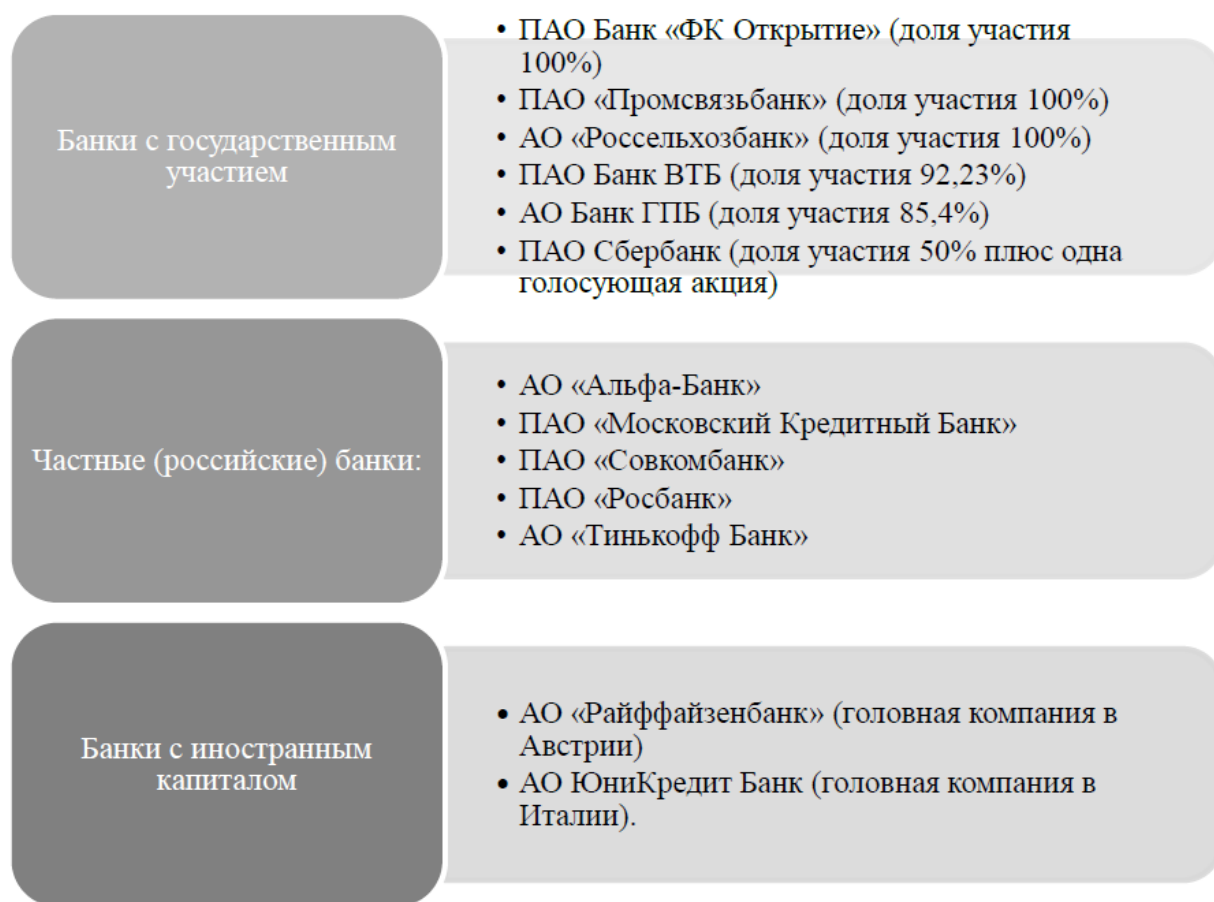 Банки с государственным
участием
• ПАО Банк «ФК Открытие» (доля участия
100%)
• ПАО «Промсвязьбанк» (доля участия 100%)
• АО «Россельхозбанк» (доля участия 100%)
• ПАО Банк ВТБ (доля участия 92,23%)
• АО Банк ГПБ (доля участия 85,4%)
• ПАО Сбербанк (доля участия 50% плюс одна
голосующая акция)
Частные (российские) банки:
• АО «Альфа-Банк»
• ПАО «Московский Кредитный Банк»
• ПАО «Совкомбанк»
• ПАО «Росбанк»
• АО «Тинькофф Банк»
Банки с иностранным
капиталом
• АО «Райффайзенбанк» (головная компания в
Австрии)
• АО ЮниКредит Банк (головная компания в
Италии).